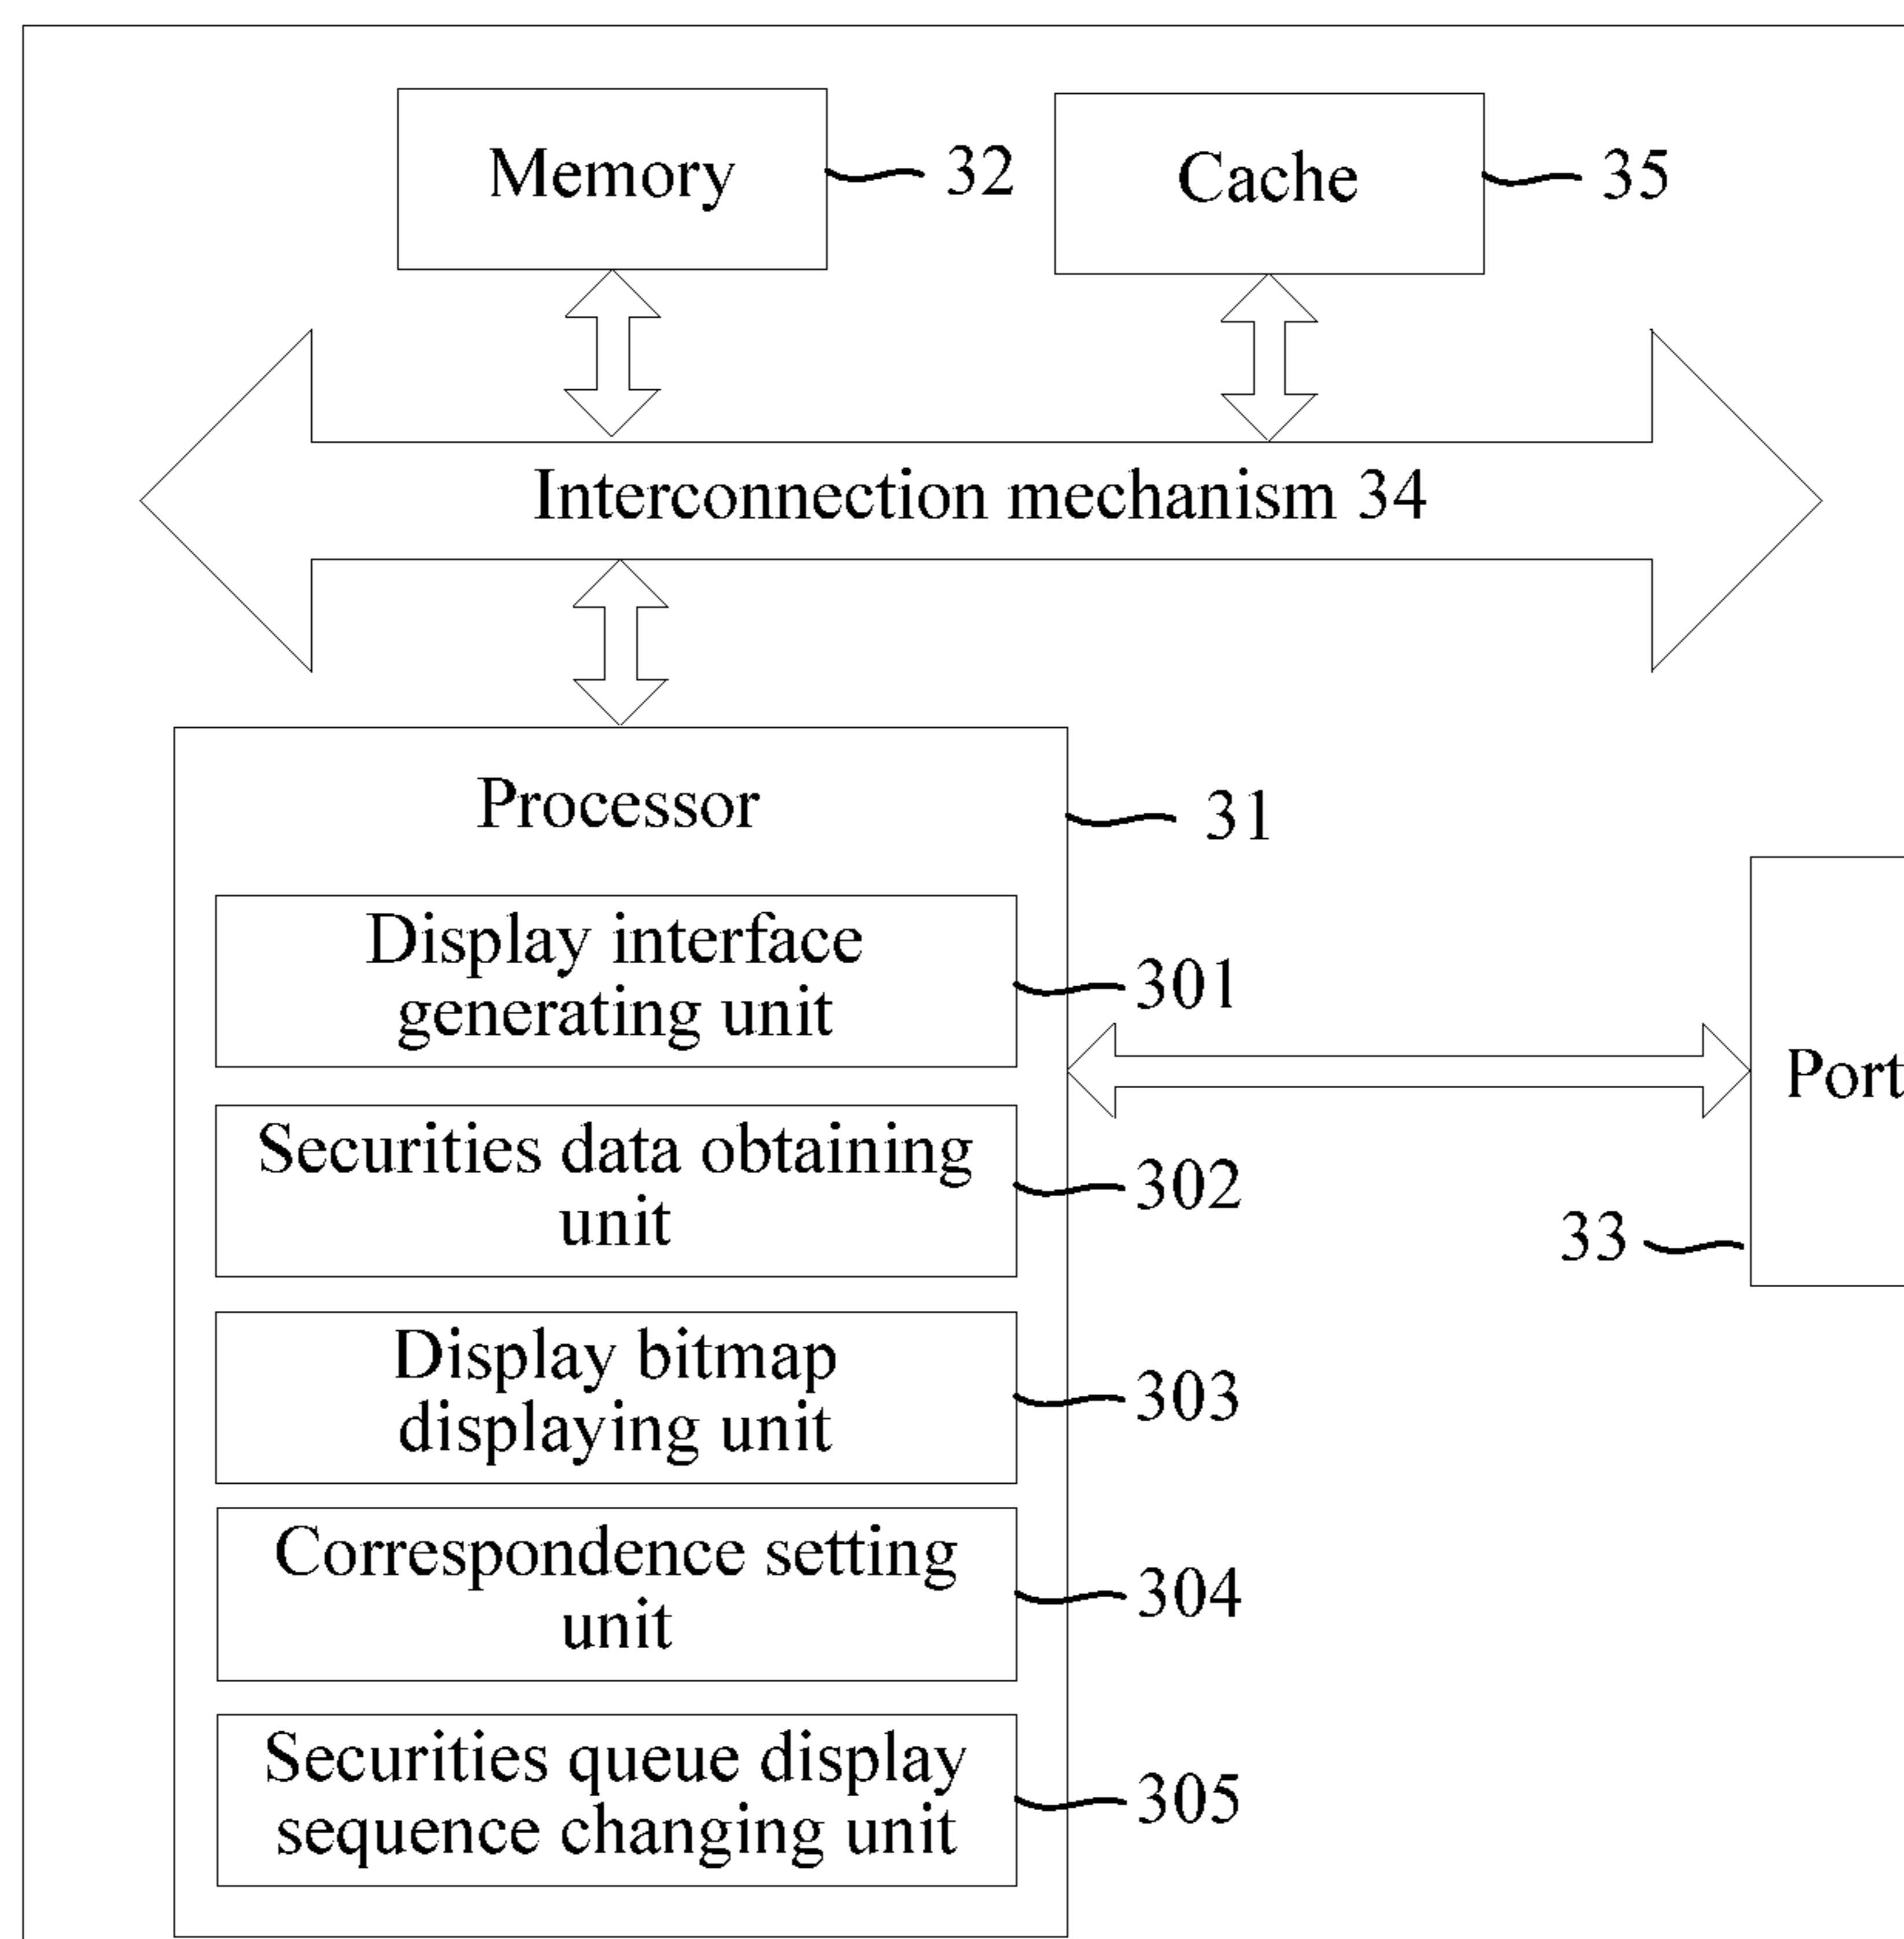 Memory
32
Cache
35
Interconnection mechanism 34
Processor
31
Display interface
generating unit
301
Securities data obtaining
unit
302
Port
33
Display bitmap
displaying unit
303
Correspondence setting
unit
304
Securities queue display
sequence changing unit
305